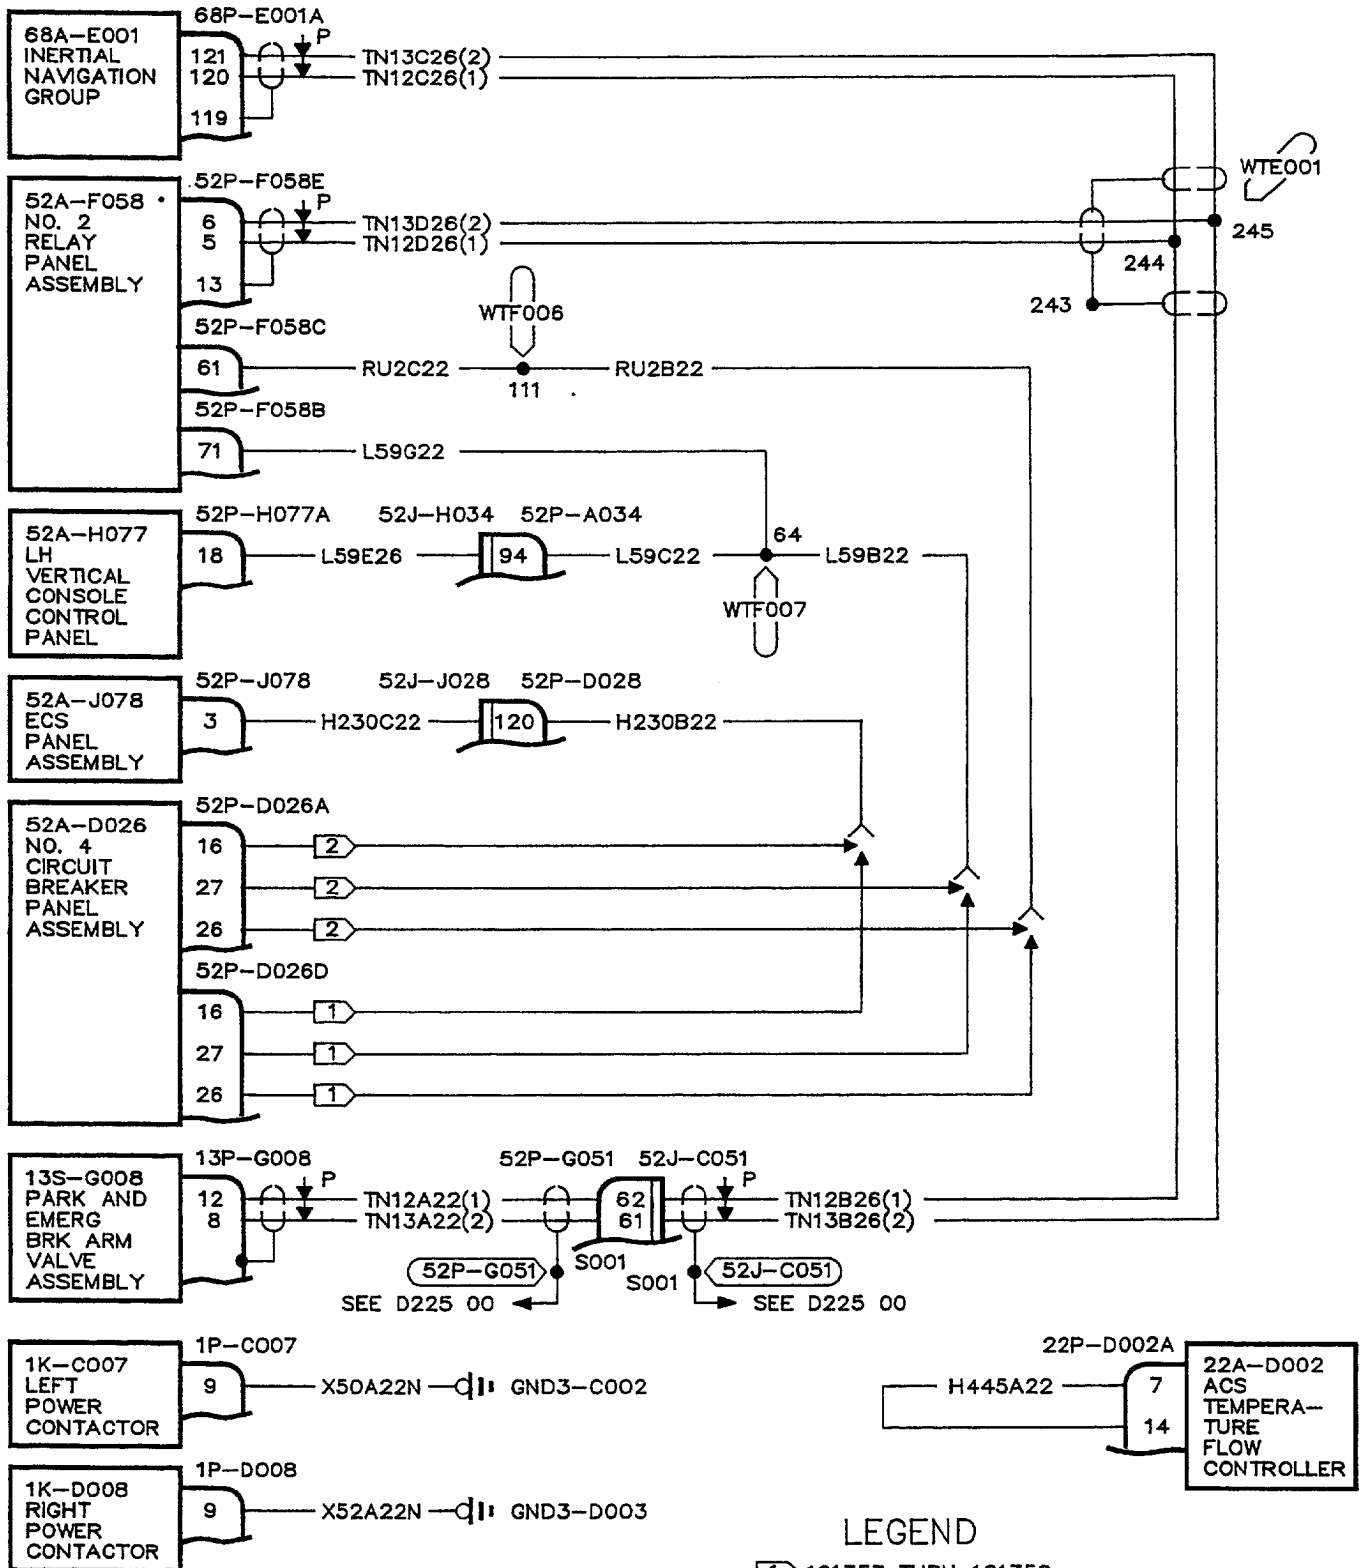 68P-E001A
68A-E001
INERTIAL
NAVIGATION
GROUP
121
120
119
P
TN13C26(2)
TN12C26(1)
WTE001
52P-F058E
52A-F058
NO. 2
RELAY
PANEL
ASSEMBLY
6
5
13
P
TN13D26(2)
TN12D26(1)
245
244
243
52P-F058C
61
RU2C22
WTF006
111
RU2B22
52P-F058B
71
L59G22
52P-H077A
52J-H034
52P-A034
52A-H077
LH
VERTICAL
CONSOLE
CONTROL
PANEL
18
L59E26
94
L59C22
64
L59B22
WTF007
52P-J078
52J-J028
52P-D028
52A-J078
ECS
PANEL
ASSEMBLY
3
H230C22
120
H230B22
52P-D026A
52A-D026
NO. 4
CIRCUIT
BREAKER
PANEL
ASSEMBLY
16
2
27
2
26
2
52P-D026D
16
1
27
1
26
1
13P-G008
52P-G051
52J-C051
13S-G008
PARK AND
EMERG
BRK ARM
VALVE
ASSEMBLY
12
8
P
TN12A22(1)
TN13A22(2)
62
61
P
TN12B26(1)
TN13B26(2)
52P-G051
S001
S001
52J-C051
SEE D225 00
SEE D225 00
1P-C007
1K-C007
LEFT
POWER
CONTACTOR
9
X50A22N
GND3-C002
22P-D002A
22A-D002
ACS
TEMPERA-
TURE
FLOW
CONTROLLER
H445A22
7
14
1P-D008
1K-D008
RIGHT
POWER
CONTACTOR
9
X52A22N
GND3-D003
LEGEND